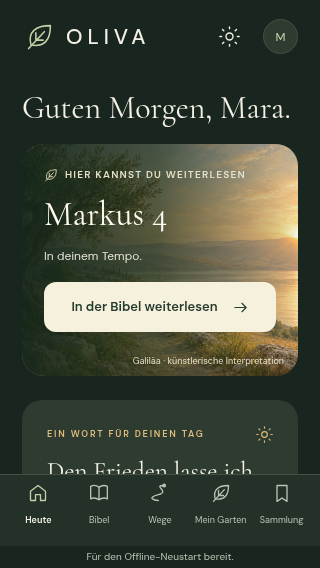 OLIVA
M
Guten Morgen, Mara.
HIER KANNST DU WEITERLESEN
Markus 4
In deinem Tempo.
In der Bibel weiterlesen →
Galiläa · künstlerische Interpretation
EIN WORT FÜR DEINEN TAG
Den Frieden lasse ich
Heute
Bibel
Wege
Mein Garten
Sammlung
Für den Offline-Neustart bereit.